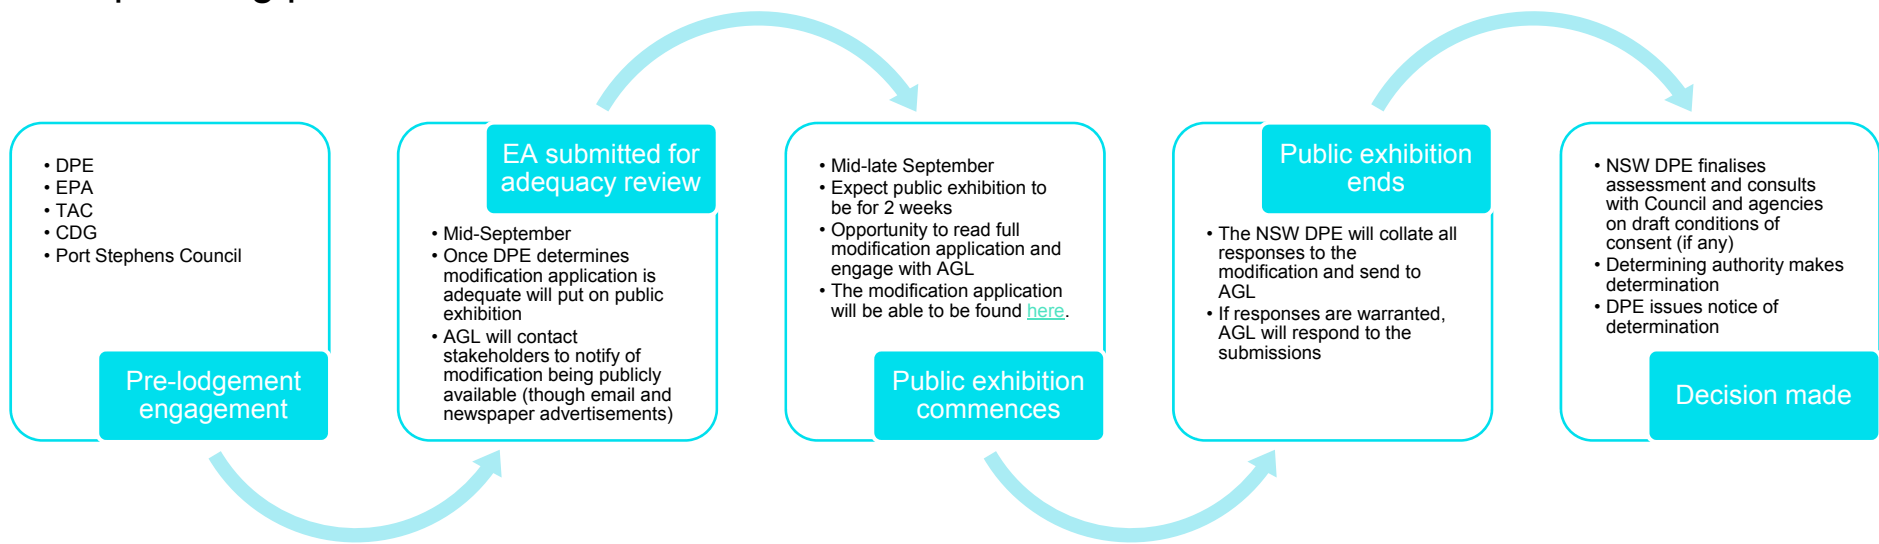 • DPE
• EPA
• TAC
• CDG
• Port Stephens Council
Pre-lodgement
engagement
EA submitted for
adequacy review
• Mid-September
• Once DPE determines
modification application is
adequate will put on public
exhibition
• AGL will contact
stakeholders to notify of
modification being publicly
available (though email and
newspaper advertisements)
• Mid-late September
• Expect public exhibition to
be for 2 weeks
• Opportunity to read full
modification application and
engage with AGL
• The modification application
will be able to be found here.
Public exhibition
commences
Public exhibition
ends
• The NSW DPE will collate all
responses to the
modification and send to
AGL
• If responses are warranted,
AGL will respond to the
submissions
• NSW DPE finalises
assessment and consults
with Council and agencies
on draft conditions of
consent (if any)
• Determining authority makes
determination
• DPE issues notice of
determination
Decision made